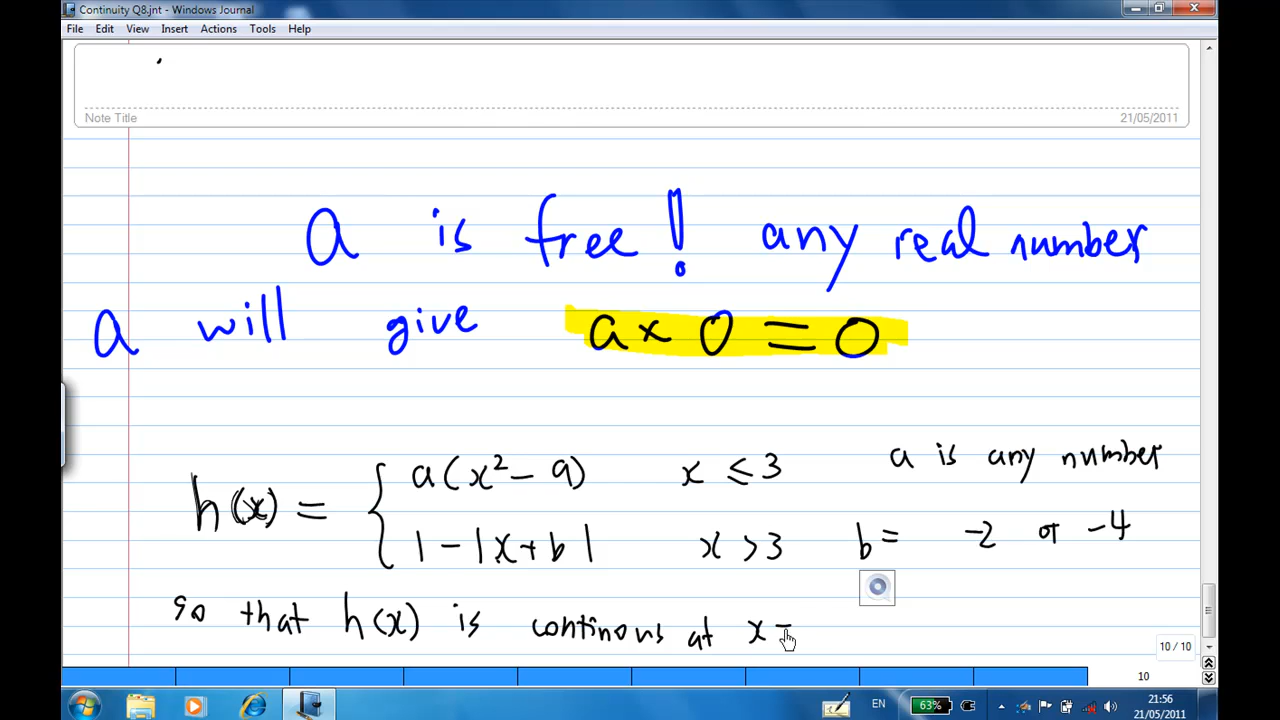 Continuity Q8.jnt - Windows Journal
File Edit View Insert Actions Tools Help
Note Title 21/05/2011
a is free! any real number
a will give a × 0 = 0
h(x) = { a(x² - 9) x ≤ 3 a is any number
1 - |x + b| x > 3 b = -2 or -4
so that h(x) is continous at x =
10 / 10
10
EN 63% 21:56
21/05/2011